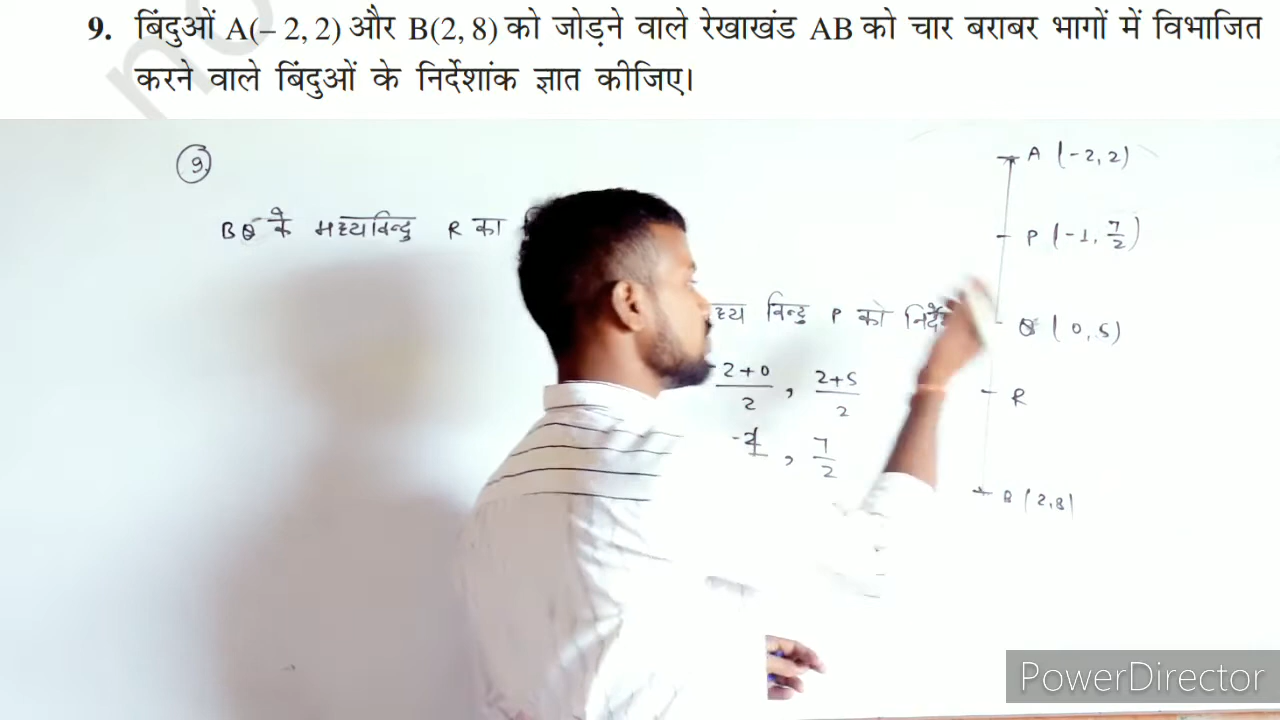 9. बिंदुओं A(– 2, 2) और B(2, 8) को जोड़ने वाले रेखाखंड AB को चार बराबर भागों में विभाजित
करने वाले बिंदुओं के निर्देशांक ज्ञात कीजिए।
9.
A (-2, 2)
BQ के मध्यविन्दु R का
P (-1, 7/2)
विन्दु P को
Q (0, 5)
2+0/2 , 2+5/2
R
, 7/2
B (2,8)
PowerDirector